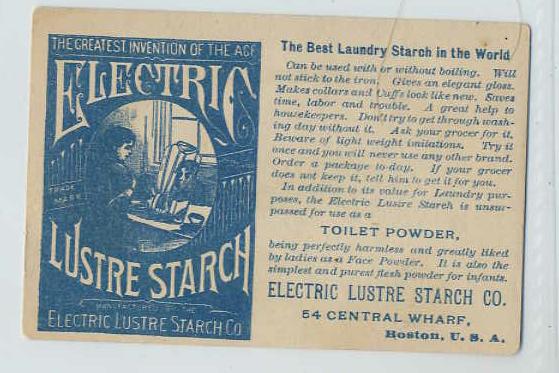 THE GREATEST INVENTION OF THE AGE
ELECTRIC
TRADE
MARK
LUSTRE STARCH
MANUFACTURED BY THE
ELECTRIC LUSTRE STARCH Co
The Best Laundry Starch in the World
Can be used with or without boiling. Will
not stick to the iron. Gives an elegant gloss.
Makes collars and Cuffs look like new. Saves
time, labor and trouble. A great help to
housekeepers. Don't try to get through wash-
ing day without it. Ask your grocer for it.
Beware of light weight imitations. Try it
once and you will never use any other brand.
Order a package to-day. If your grocer
does not keep it, tell him to get it for you.
In addition to its value for Laundry pur-
poses, the Electric Lustre Starch is unsur-
passed for use as a
TOILET POWDER,
being perfectly harmless and greatly liked
by ladies as a Face Powder. It is also the
simplest and purest flesh powder for infants.
ELECTRIC LUSTRE STARCH CO.
54 CENTRAL WHARF,
Boston, U. S. A.